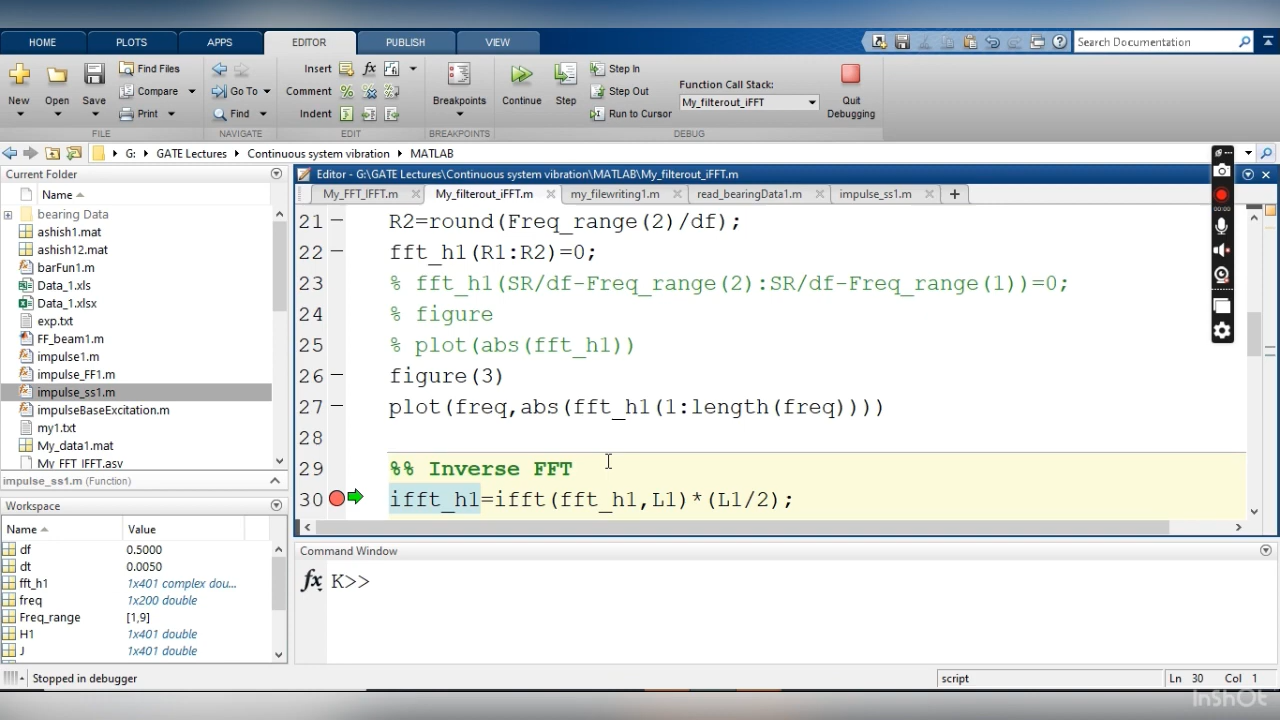 HOME PLOTS APPS EDITOR PUBLISH VIEW Search Documentation
New Open Save Find Files Compare Print Go To Find Insert Comment Indent fx Breakpoints Continue Step Step In Step Out Run to Cursor Function Call Stack: My_filterout_iFFT Quit Debugging
FILE NAVIGATE EDIT BREAKPOINTS DEBUG
G: GATE Lectures Continuous system vibration MATLAB
Current Folder
Name
bearing Data
ashish1.mat
ashish12.mat
barFun1.m
Data_1.xls
Data_1.xlsx
exp.txt
FF_beam1.m
impulse1.m
impulse_FF1.m
impulse_ss1.m
impulseBaseExcitation.m
my1.txt
My_data1.mat
My_FFT_IFFT.asv
impulse_ss1.m (Function)
Workspace
Name Value
df 0.5000
dt 0.0050
fft_h1 1x401 complex dou...
freq 1x200 double
Freq_range [1,9]
H1 1x401 double
J 1x401 double
Editor - G:\GATE Lectures\Continuous system vibration\MATLAB\My_filterout_iFFT.m
My_FFT_IFFT.m My_filterout_iFFT.m my_filewriting1.m read_bearingData1.m impulse_ss1.m
21 R2=round(Freq_range(2)/df);
22 fft_h1(R1:R2)=0;
23 % fft_h1(SR/df-Freq_range(2):SR/df-Freq_range(1))=0;
24 % figure
25 % plot(abs(fft_h1))
26 figure(3)
27 plot(freq,abs(fft_h1(1:length(freq))))
28
29 %% Inverse FFT
30 ifft_h1=ifft(fft_h1,L1)*(L1/2);
Command Window
fx K>>
Stopped in debugger script Ln 30 Col 1
InShOt